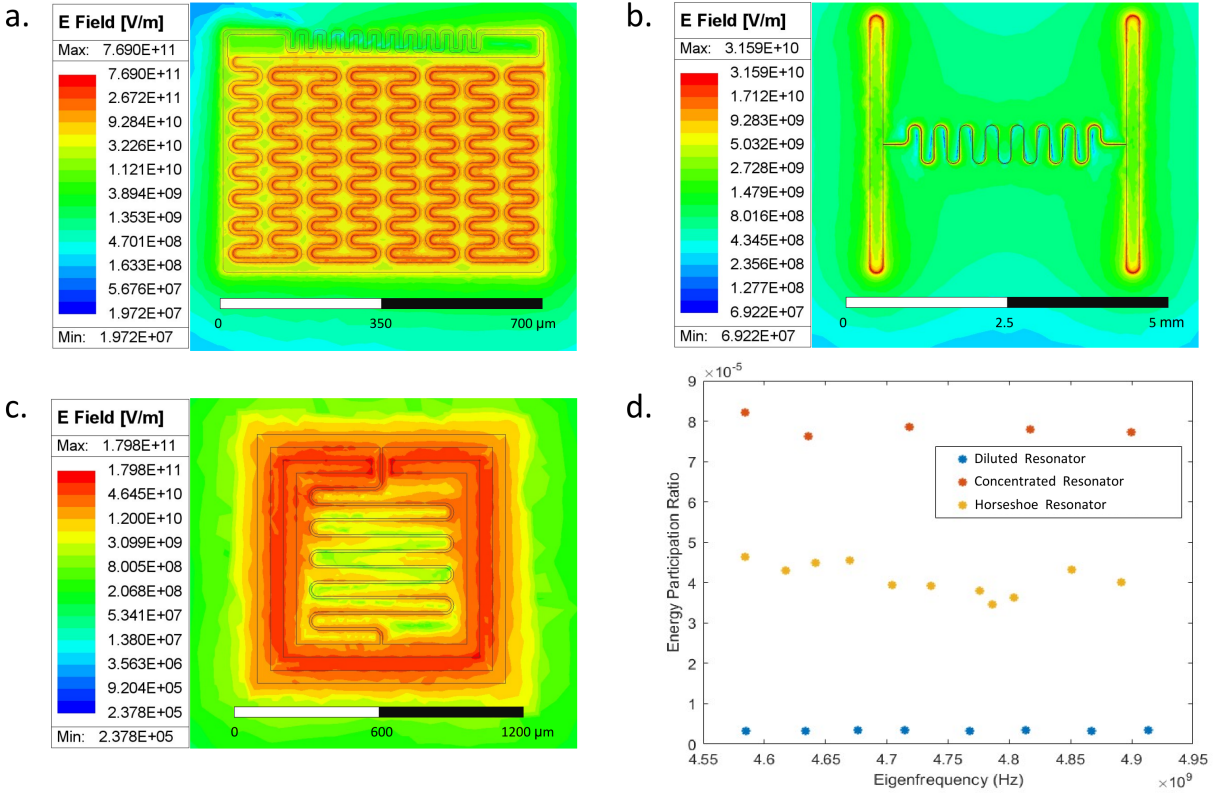 a.
E Field [V/m]
Max: 7.690E+11
7.690E+11
2.672E+11
9.284E+10
3.226E+10
1.121E+10
3.894E+09
1.353E+09
4.701E+08
1.633E+08
5.676E+07
1.972E+07
Min: 1.972E+07
0
350
700 µm
b.
E Field [V/m]
Max: 3.159E+10
3.159E+10
1.712E+10
9.283E+09
5.032E+09
2.728E+09
1.479E+09
8.016E+08
4.345E+08
2.356E+08
1.277E+08
6.922E+07
Min: 6.922E+07
0
2.5
5 mm
c.
E Field [V/m]
Max: 1.798E+11
1.798E+11
4.645E+10
1.200E+10
3.099E+09
8.005E+08
2.068E+08
5.341E+07
1.380E+07
3.563E+06
9.204E+05
2.378E+05
Min: 2.378E+05
0
600
1200 µm
d.
×10⁻⁵
9
8
7
6
5
4
3
2
1
0
Energy Participation Ratio
Diluted Resonator
Concentrated Resonator
Horseshoe Resonator
4.55 4.6 4.65 4.7 4.75 4.8 4.85 4.9 4.95
Eigenfrequency (Hz)
×10⁹